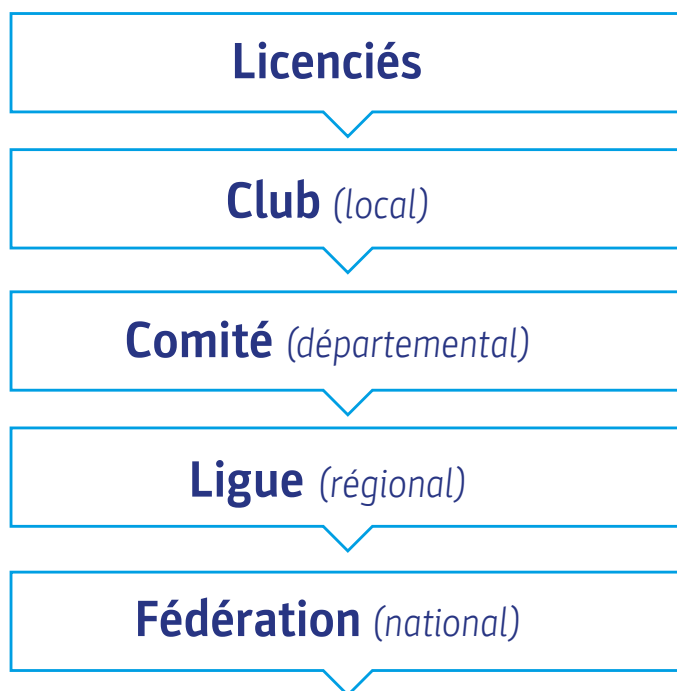 Licenciés
Club (local)
Comité (départemental)
Ligue (régional)
Fédération (national)